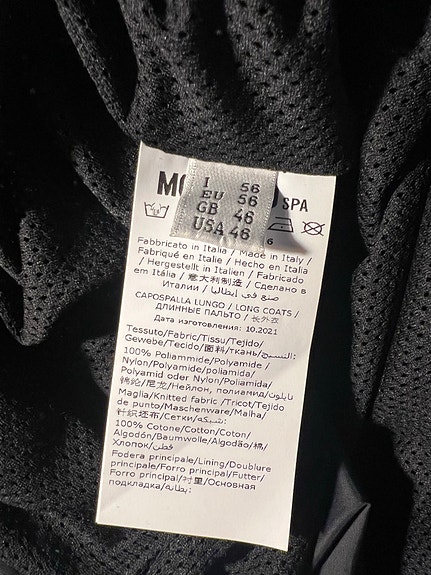 I 56
EU 56
GB 46
USA 46
6
SPA
Fabbricato in Italia / Made in Italy /
Fabriqué en Italie / Hecho en Italia
/ Hergestellt in Italien / Fabricado
em Itália / 意大利制造 / Сделано в
Италии / صنع في ايطاليا
CAPOSPALLA LUNGO / LONG COATS /
ДЛИННЫЕ ПАЛЬТО / 长外衣
Дата изготовления: 10.2021
Tessuto/Fabric/Tissu/Tejido/
Gewebe/Tecido/面料/ткань/النسيج:
100% Poliammide/Polyamide /
Nylon/Polyamide/poliamida/
Polyamid oder Nylon/Poliamida/
锦纶/尼龙/Нейлон, полиамид/نايلون
Maglia/Knitted fabric /Tricot/Tejido
de punto/Maschenware/Malha
针织坯布/Сетки/شبكه:
100% Cotone/Cotton/Coton/
Algodón/Baumwolle/Algodão/棉/
Хлопок/قطن
Fodera principale/Lining/Doublure
principale/Forro principal/Futter/
Forro principal/衬里/Основная
подкладка/بطانة: